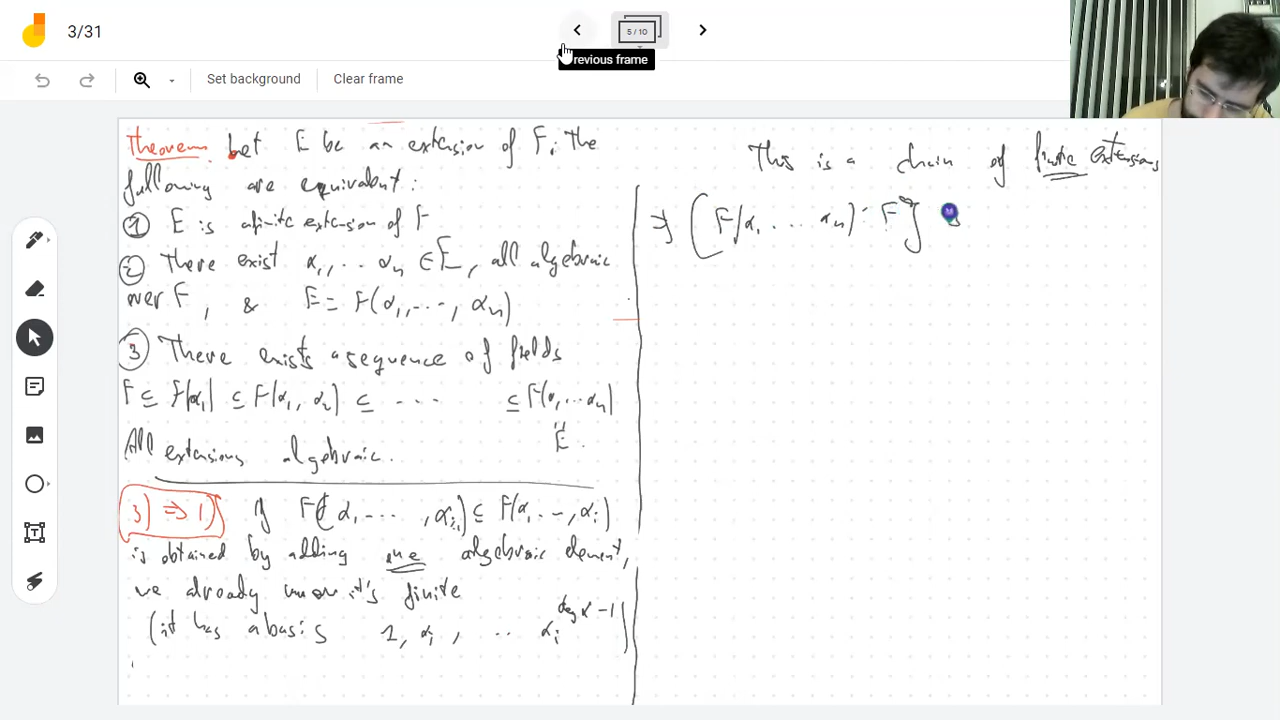 3/31
5 / 10
Previous frame
Set background
Clear frame
Theorem. Let E be an extension of F. The
following are equivalent:
① E is a finite extension of F
② There exist α₁, ... αₙ ∈ E, all algebraic
over F, & E = F(α₁, ..., αₙ)
③ There exists a sequence of fields
F ⊆ F(α₁) ⊆ F(α₁, α₂) ⊆ ... ⊆ F(α₁, ... αₙ)
" E.
All extensions algebraic.
3) ⇒ 1) if F(α₁ ..., αᵢ₋₁) ⊆ F(α₁ .. , αᵢ)
is obtained by adding one algebraic element,
we already know it's finite
(it has a basis 1, αᵢ, .. αᵢ^(deg α - 1))
This is a chain of finite extensions
⇒ [F(α₁ ... αₙ) : F]